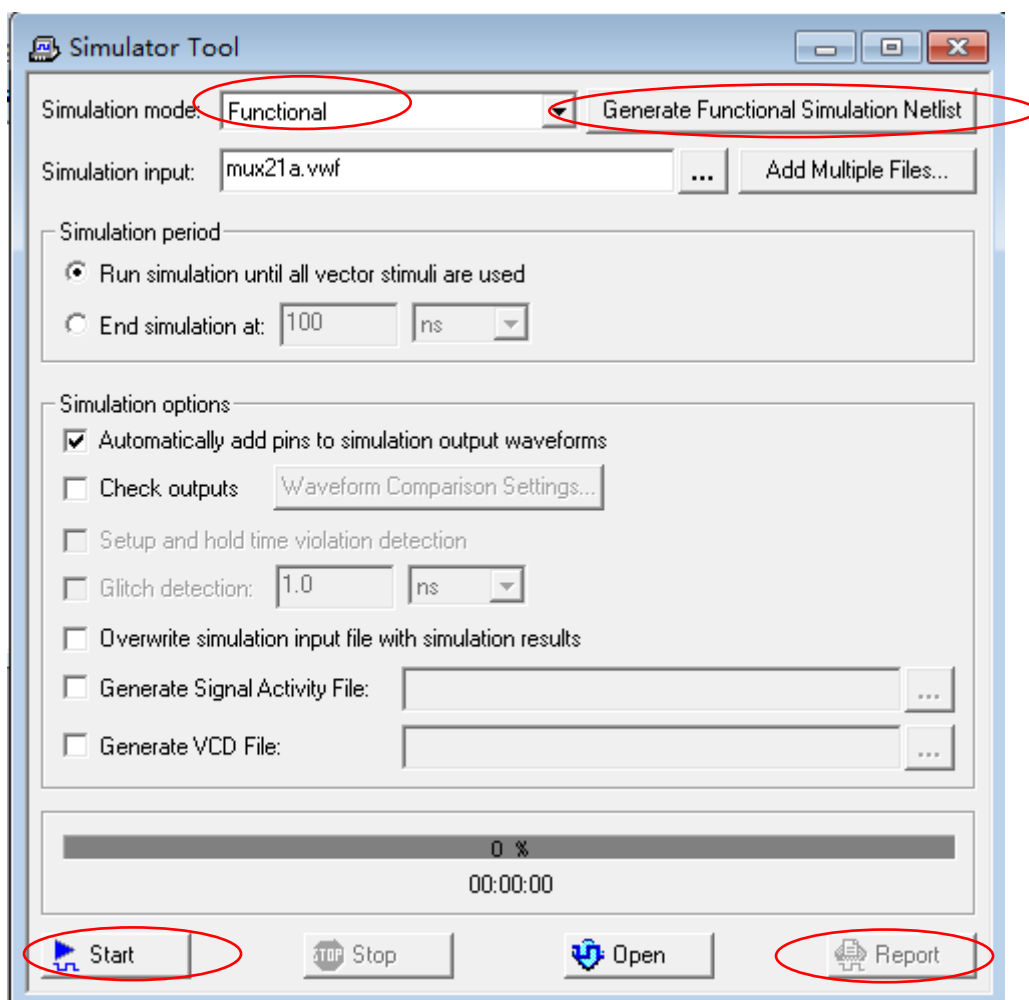 Simulator Tool
Simulation mode: Functional Generate Functional Simulation Netlist
Simulation input: mux21a.vwf ... Add Multiple Files...
Simulation period
Run simulation until all vector stimuli are used
End simulation at: 100 ns
Simulation options
Automatically add pins to simulation output waveforms
Check outputs Waveform Comparison Settings...
Setup and hold time violation detection
Glitch detection: 1.0 ns
Overwrite simulation input file with simulation results
Generate Signal Activity File: ...
Generate VCD File: ...
0 %
00:00:00
Start STOP Stop Open Report